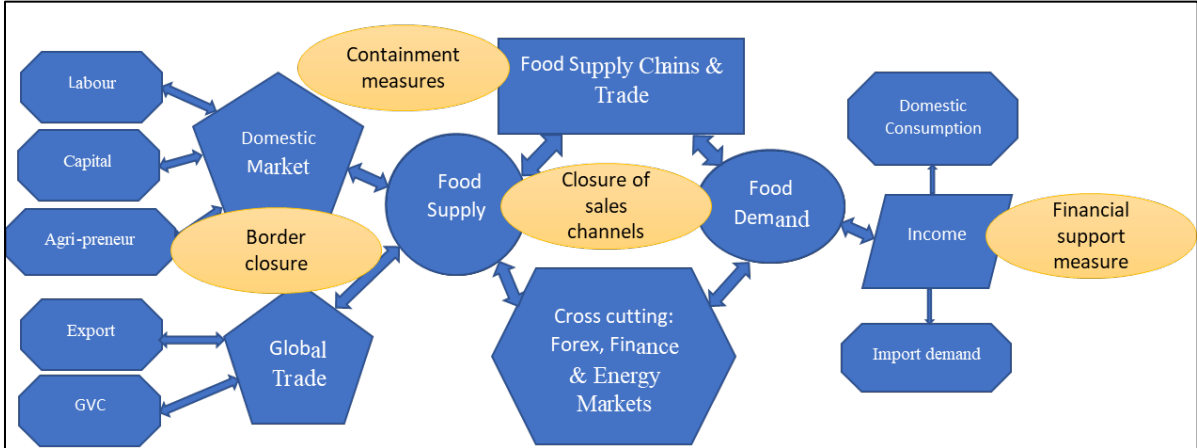 Labour
Capital
Agri-preneur
Export
GVC
Domestic
Market
Border
closure
Global
Trade
Containment
measures
Food
Supply
Food Supply Chains &
Trade
Closure of
sales
channels
Cross cutting:
Forex, Finance
& Energy
Markets
Food
Demand
Domestic
Consumption
Income
Import demand
Financial
support
measure